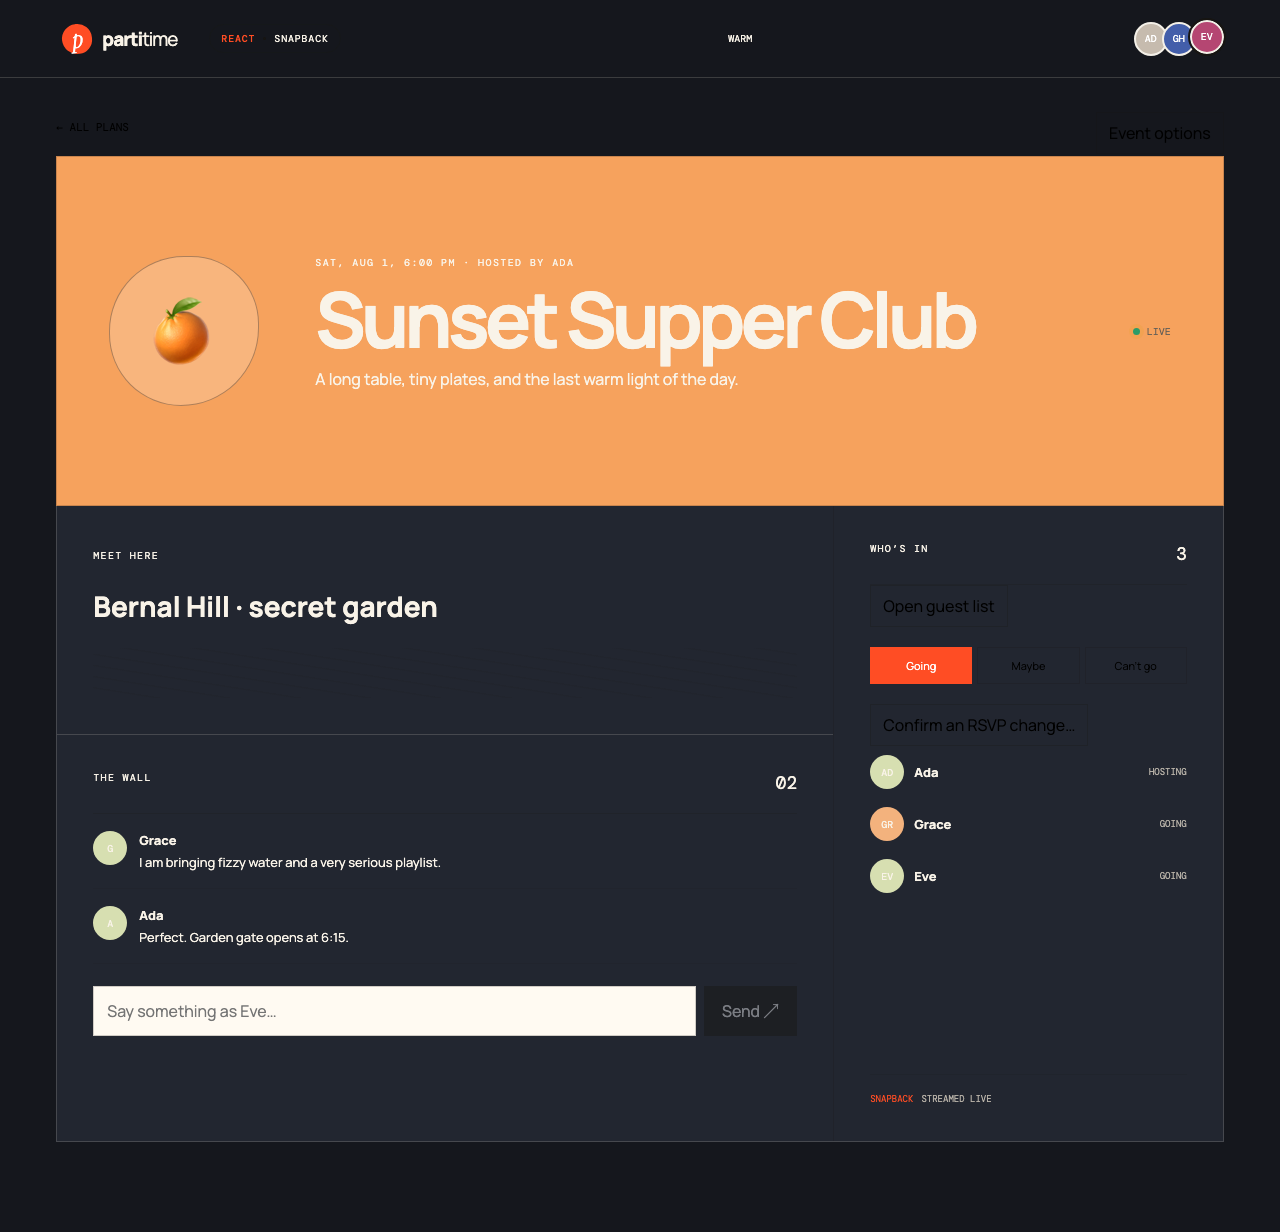 p partitime REACT SNAPBACK WARM AD GH EV
← ALL PLANS Event options
SAT, AUG 1, 6:00 PM · HOSTED BY ADA
Sunset Supper Club
A long table, tiny plates, and the last warm light of the day.
LIVE
MEET HERE
Bernal Hill · secret garden
THE WALL 02
G Grace
I am bringing fizzy water and a very serious playlist.
A Ada
Perfect. Garden gate opens at 6:15.
Say something as Eve… Send ↗
WHO'S IN 3
Open guest list
Going Maybe Can't go
Confirm an RSVP change…
AD Ada HOSTING
GR Grace GOING
EV Eve GOING
SNAPBACK STREAMED LIVE